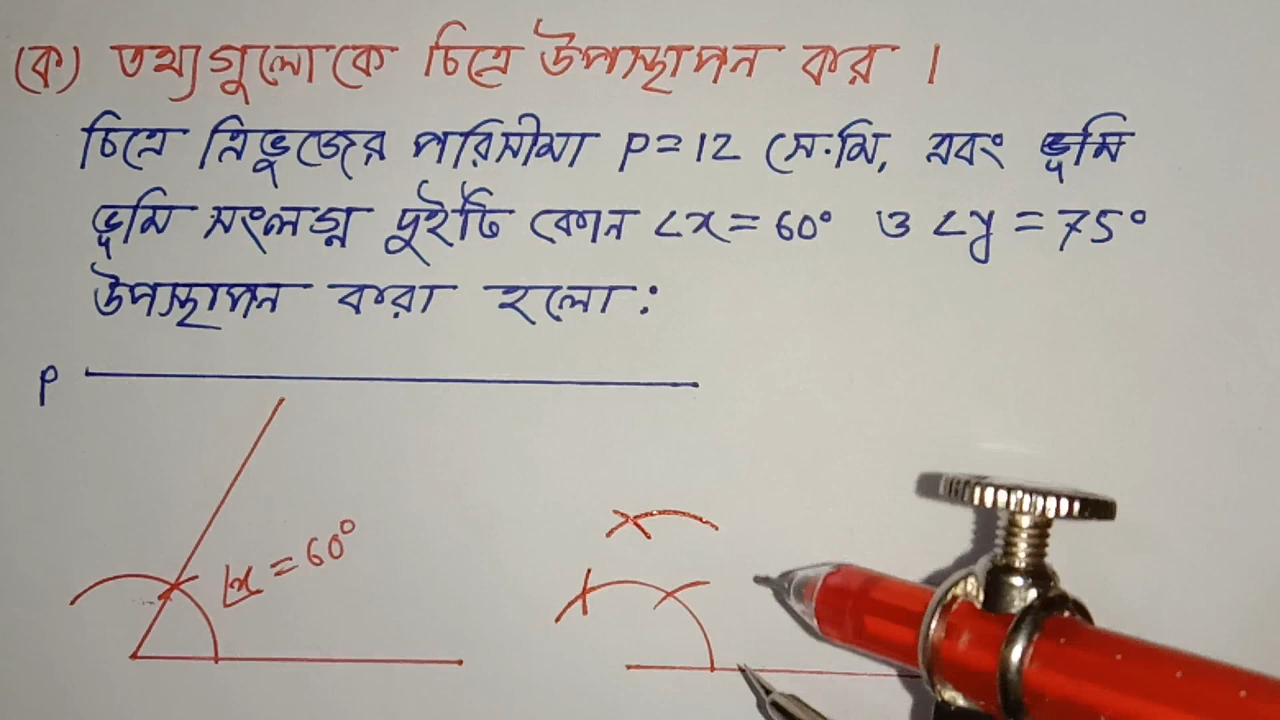 (ক) তথ্যগুলোকে চিত্রে উপস্থাপন কর ।
চিত্রে ত্রিভুজের পরিসীমা P=12 সে.মি, এবং ভূমি
ভূমি সংলগ্ন দুইটি কোন ∠x=60° ও ∠y=75°
উপস্থাপন করা হলো:
P
∠x=60°